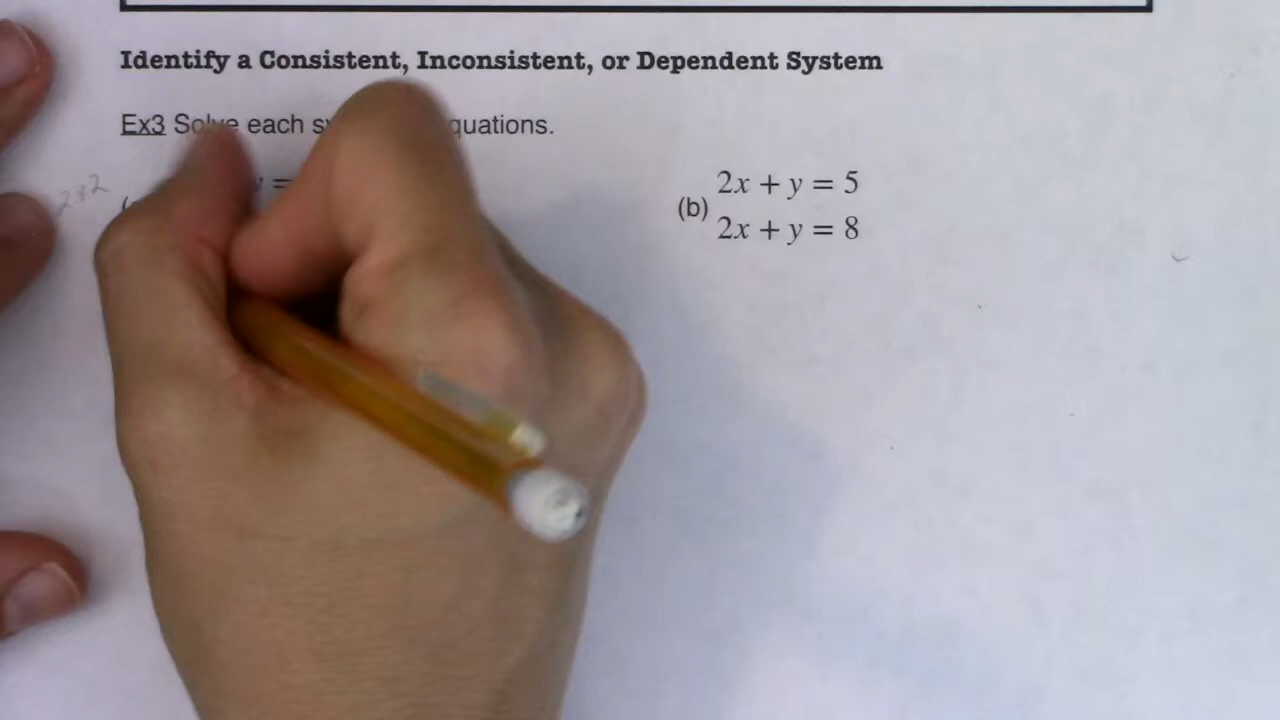 Identify a Consistent, Inconsistent, or Dependent System
Ex3 Solve each quations.
=
(b)
2x + y = 5
2x + y = 8